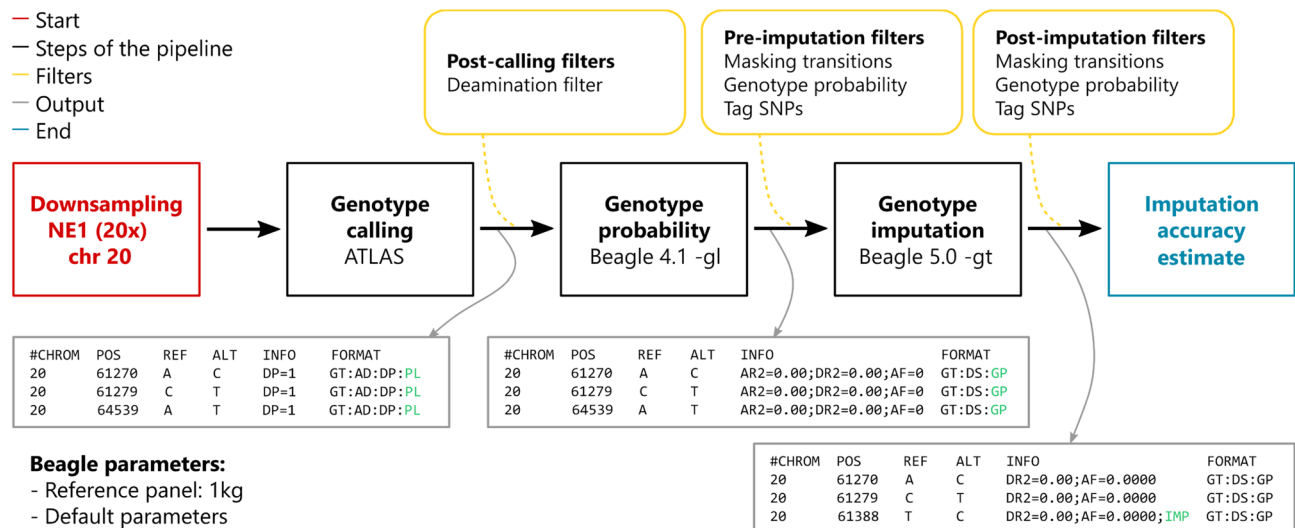 Start
Steps of the pipeline
Filters
Output
End
Post-calling filters
Deamination filter
Pre-imputation filters
Masking transitions
Genotype probability
Tag SNPs
Post-imputation filters
Masking transitions
Genotype probability
Tag SNPs
Downsampling
NE1 (20x)
chr 20
Genotype
calling
ATLAS
Genotype
probability
Beagle 4.1 -gl
Genotype
imputation
Beagle 5.0 -gt
Imputation
accuracy
estimate
#CHROM POS REF ALT INFO FORMAT
20 61270 A C DP=1 GT:AD:DP:PL
20 61279 C T DP=1 GT:AD:DP:PL
20 64539 A T DP=1 GT:AD:DP:PL
#CHROM POS REF ALT INFO FORMAT
20 61270 A C AR2=0.00;DR2=0.00;AF=0 GT:DS:GP
20 61279 C T AR2=0.00;DR2=0.00;AF=0 GT:DS:GP
20 64539 A T AR2=0.00;DR2=0.00;AF=0 GT:DS:GP
#CHROM POS REF ALT INFO FORMAT
20 61270 A C DR2=0.00;AF=0.0000 GT:DS:GP
20 61279 C T DR2=0.00;AF=0.0000 GT:DS:GP
20 61388 T C DR2=0.00;AF=0.0000;IMP GT:DS:GP
Beagle parameters:
- Reference panel: 1kg
- Default parameters